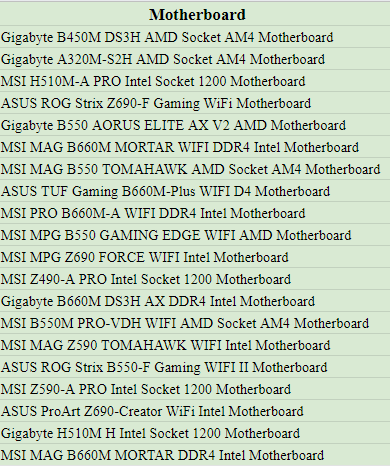 Motherboard
Gigabyte B450M DS3H AMD Socket AM4 Motherboard
Gigabyte A320M-S2H AMD Socket AM4 Motherboard
MSI H510M-A PRO Intel Socket 1200 Motherboard
ASUS ROG Strix Z690-F Gaming WiFi Motherboard
Gigabyte B550 AORUS ELITE AX V2 AMD Motherboard
MSI MAG B660M MORTAR WIFI DDR4 Intel Motherboard
MSI MAG B550 TOMAHAWK AMD Socket AM4 Motherboard
ASUS TUF Gaming B660M-Plus WIFI D4 Motherboard
MSI PRO B660M-A WIFI DDR4 Intel Motherboard
MSI MPG B550 GAMING EDGE WIFI AMD Motherboard
MSI MPG Z690 FORCE WIFI Intel Motherboard
MSI Z490-A PRO Intel Socket 1200 Motherboard
Gigabyte B660M DS3H AX DDR4 Intel Motherboard
MSI B550M PRO-VDH WIFI AMD Socket AM4 Motherboard
MSI MAG Z590 TOMAHAWK WIFI Intel Motherboard
ASUS ROG Strix B550-F Gaming WIFI II Motherboard
MSI Z590-A PRO Intel Socket 1200 Motherboard
ASUS ProArt Z690-Creator WiFi Intel Motherboard
Gigabyte H510M H Intel Socket 1200 Motherboard
MSI MAG B660M MORTAR DDR4 Intel Motherboard